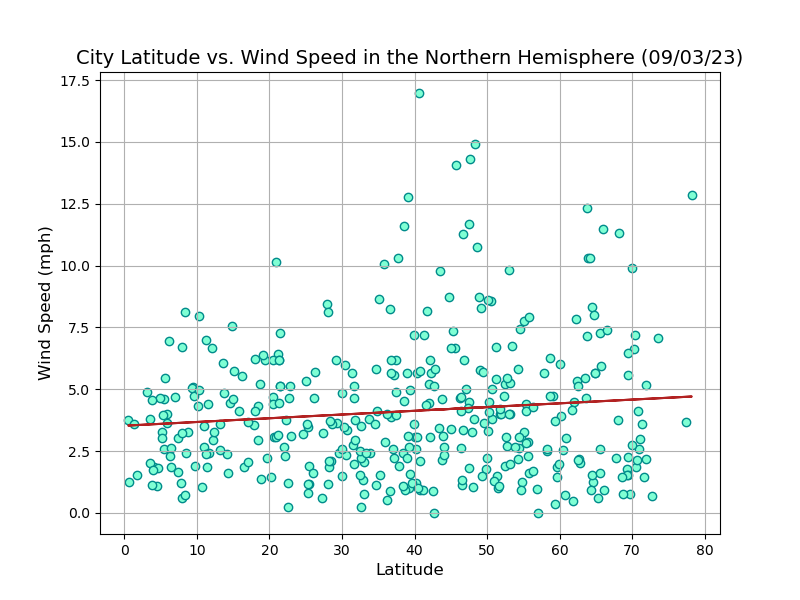 City Latitude vs. Wind Speed in the Northern Hemisphere (09/03/23)
17.5
15.0
12.5
10.0
7.5
5.0
2.5
0.0
Wind Speed (mph)
0 10 20 30 40 50 60 70 80
Latitude